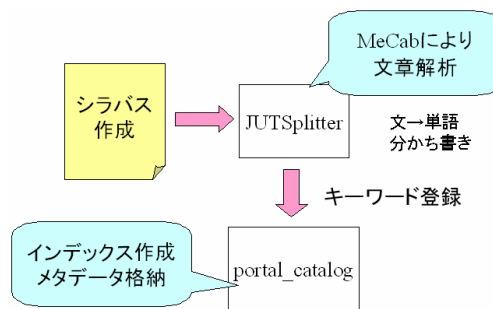 MeCabにより
文章解析
シラバス
作成
JUTSplitter
文→単語
分かち書き
キーワード登録
インデックス作成
メタデータ格納
portal_catalog